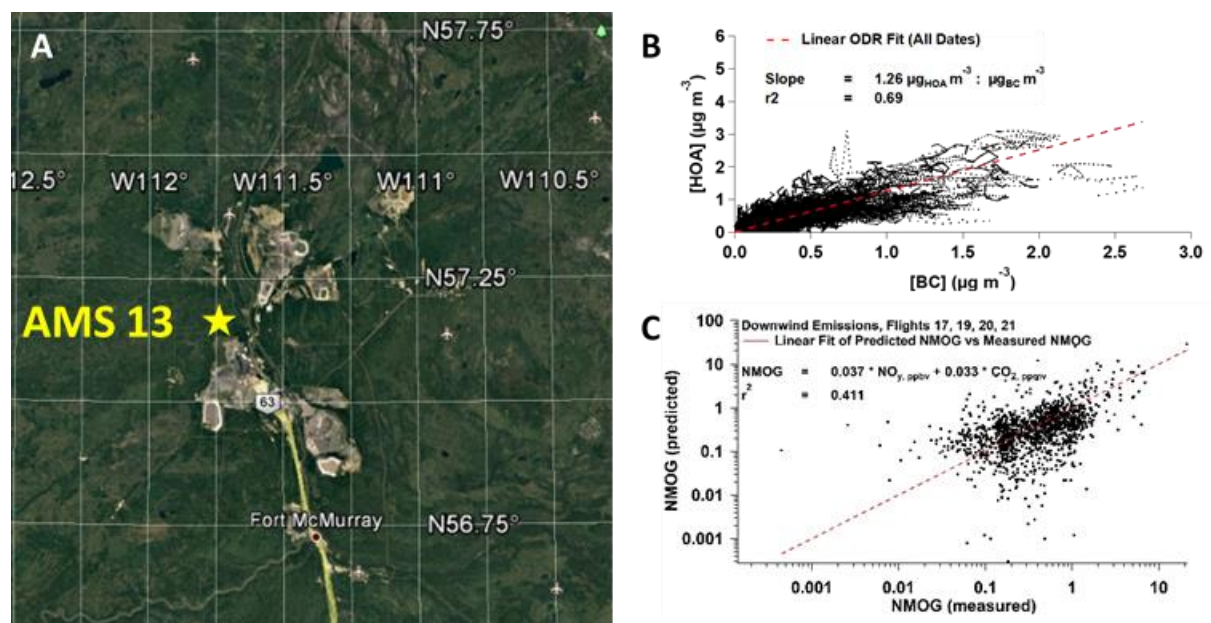 A
N57.75°
12.5° W112° W111.5° W111° W110.5°
N57.25°
AMS 13
63
Fort McMurray
N56.75°
B
6
5
4
3
2
1
0
[HOA] (µg m-3)
Linear ODR Fit (All Dates)
Slope = 1.26 µgHOA m-3 : µgBC m-3
r2 = 0.69
0.0 0.5 1.0 1.5 2.0 2.5 3.0
[BC] (µg m-3)
C
100
10
1
0.1
0.01
0.001
NMOG (predicted)
Downwind Emissions, Flights 17, 19, 20, 21
Linear Fit of Predicted NMOG vs Measured NMOG
NMOG = 0.037 * NOy, ppbv + 0.033 * CO2, ppmv
r2 = 0.411
0.001 0.01 0.1 1 10
NMOG (measured)